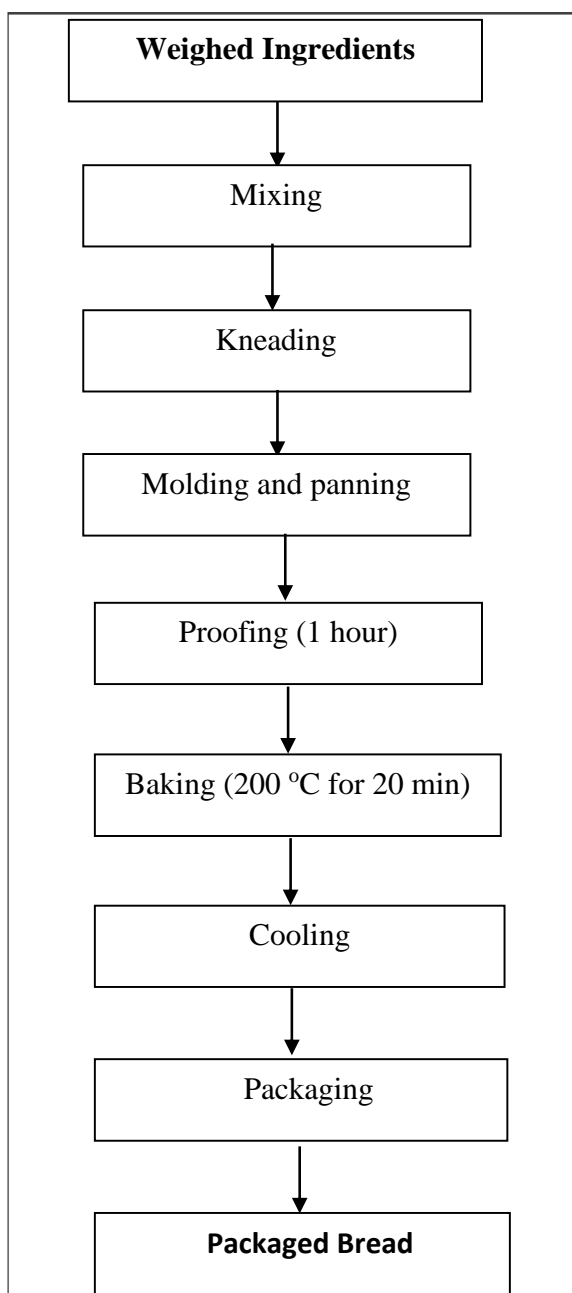 Weighed Ingredients
Mixing
Kneading
Molding and panning
Proofing (1 hour)
Baking (200 °C for 20 min)
Cooling
Packaging
Packaged Bread